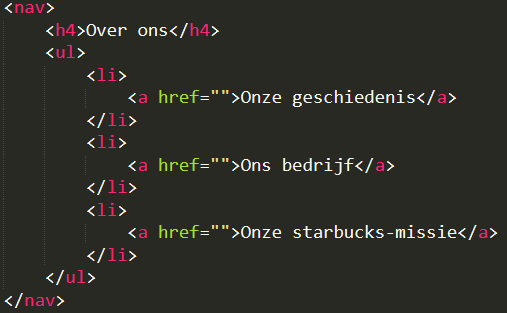 <nav>
    <h4>Over ons</h4>
    <ul>
        <li>
            <a href="">Onze geschiedenis</a>
        </li>
        <li>
            <a href="">Ons bedrijf</a>
        </li>
        <li>
            <a href="">Onze starbucks-missie</a>
        </li>
    </ul>
</nav>